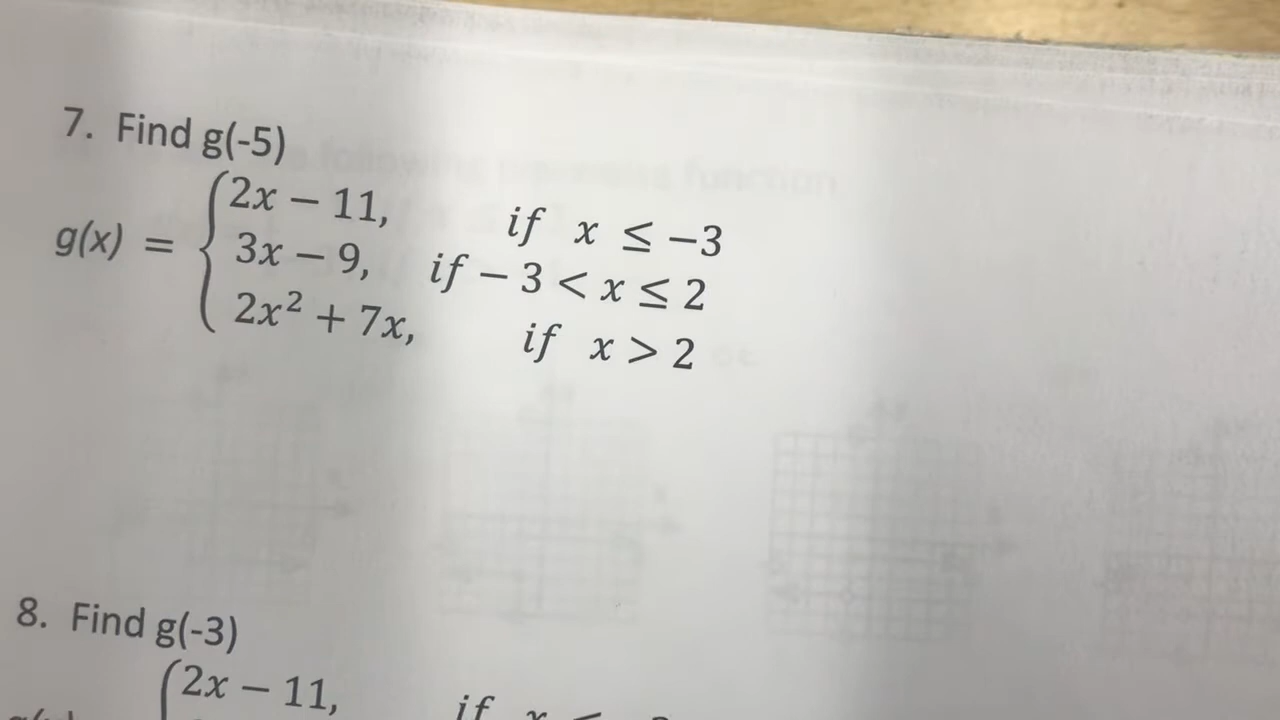 7. Find g(-5)
g(x) = { 2x − 11, if x ≤ −3
3x − 9, if − 3 < x ≤ 2
2x² + 7x, if x > 2
8. Find g(-3)
2x − 11, if x